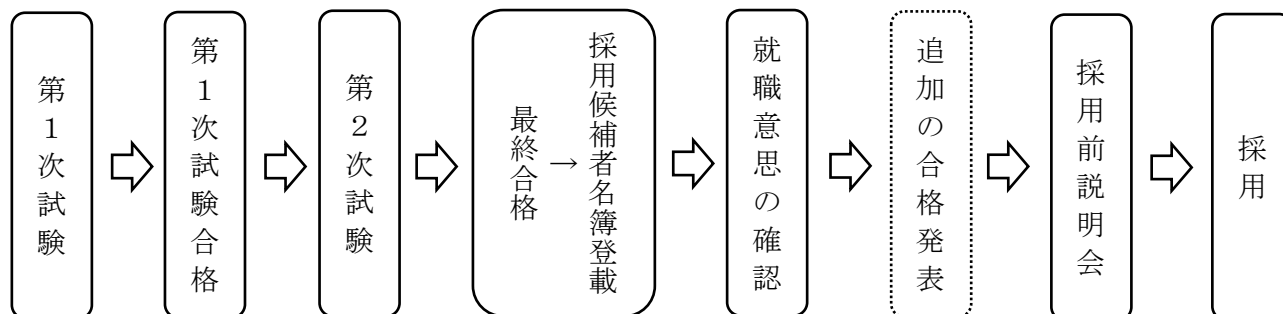 第１次試験
第１次試験合格
第２次試験
最終合格
→採用候補者名簿登載
就職意思の確認
追加の合格発表
採用前説明会
採用